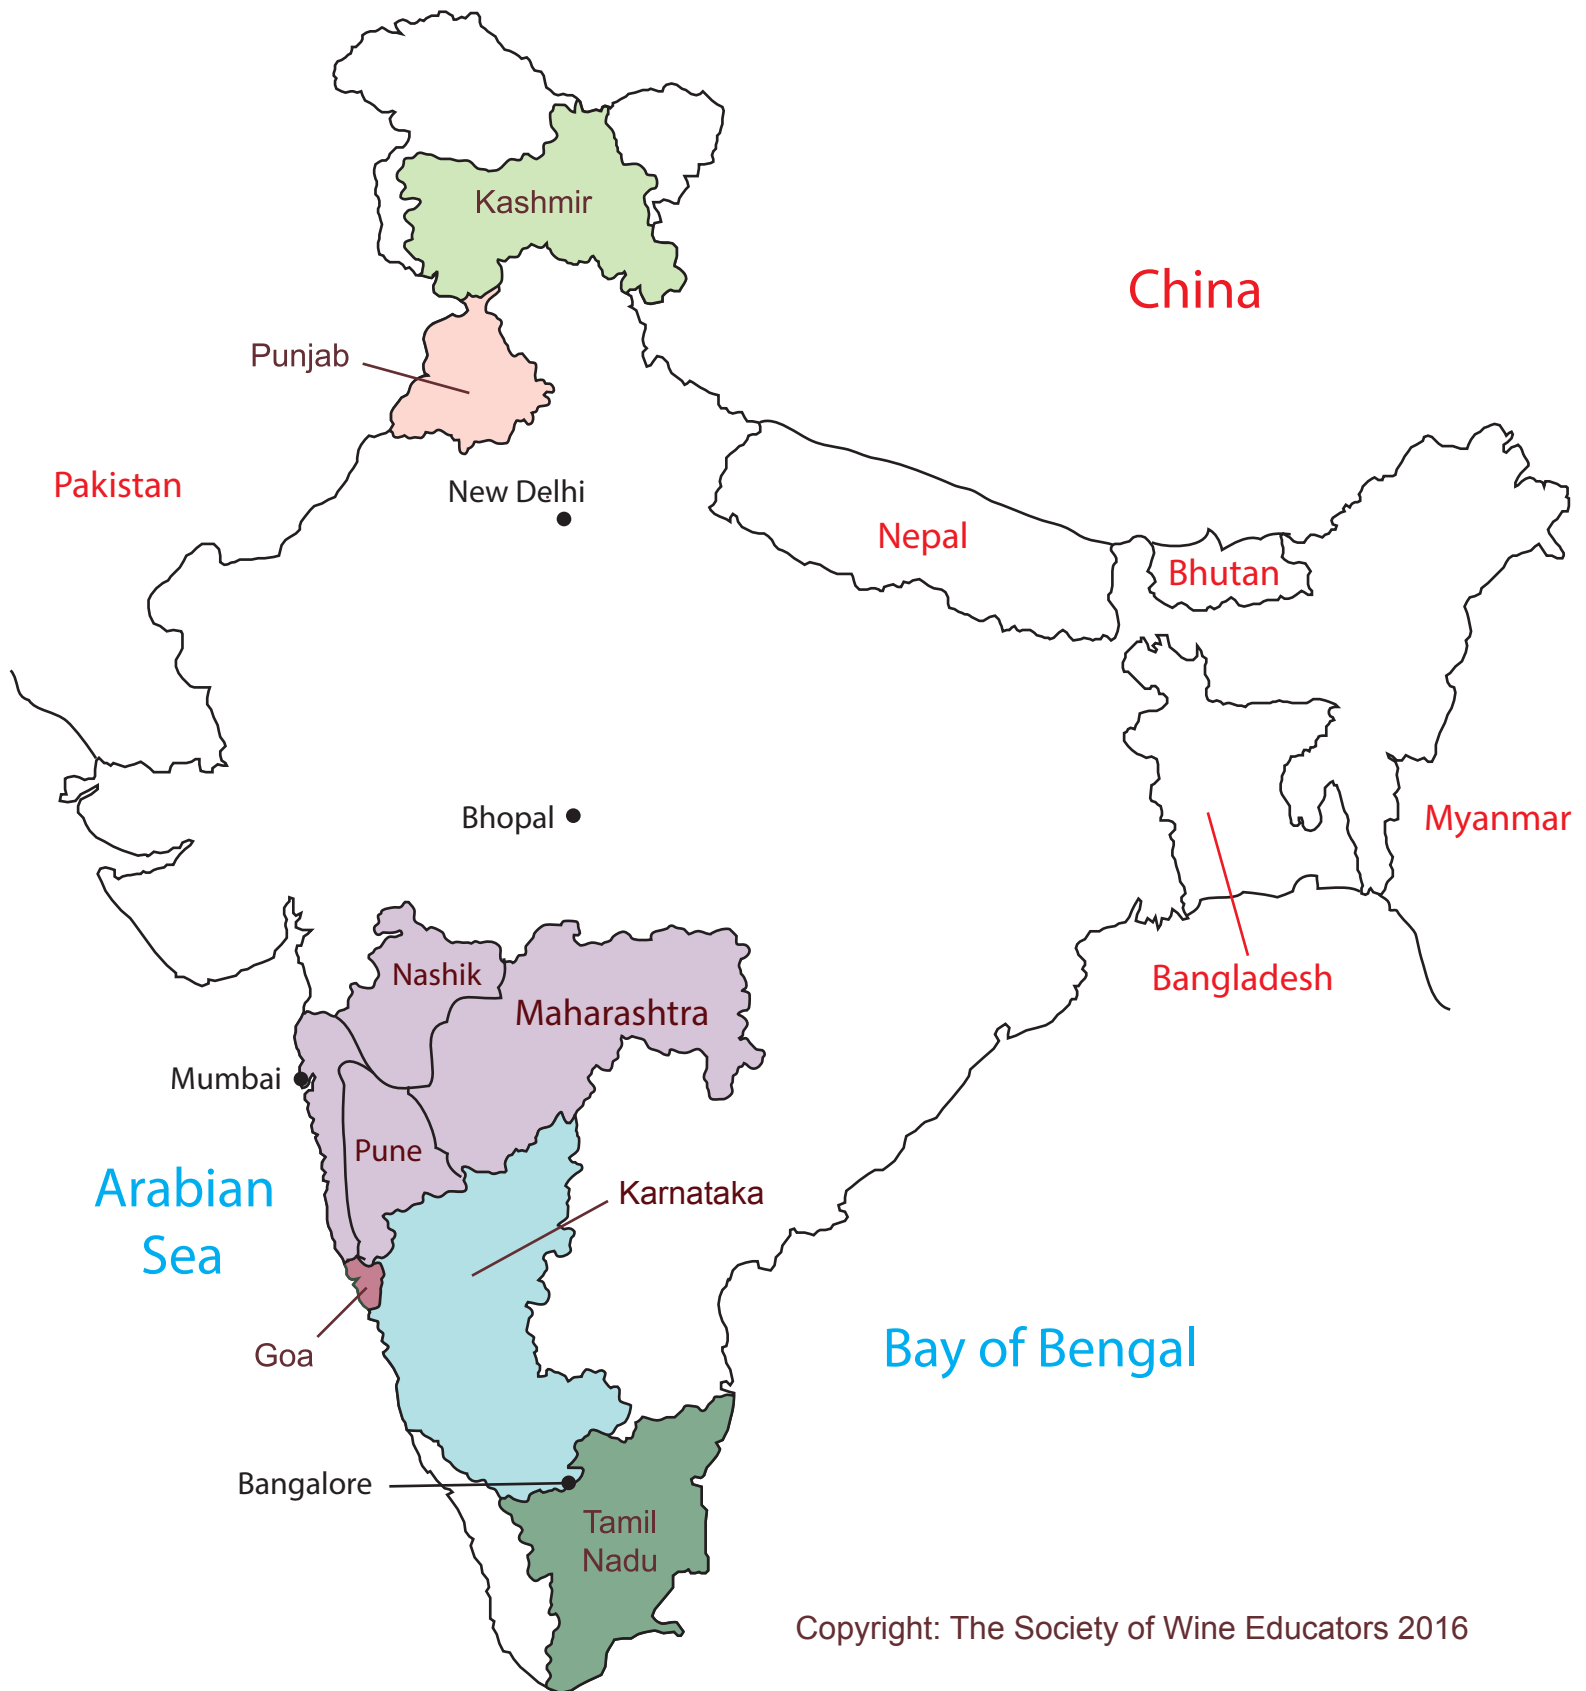 Kashmir
China
Punjab
Pakistan
New Delhi
Nepal
Bhutan
Bhopal
Myanmar
Bangladesh
Nashik
Maharashtra
Mumbai
Pune
Arabian
Sea
Karnataka
Goa
Bay of Bengal
Bangalore
Tamil
Nadu
Copyright: The Society of Wine Educators 2016